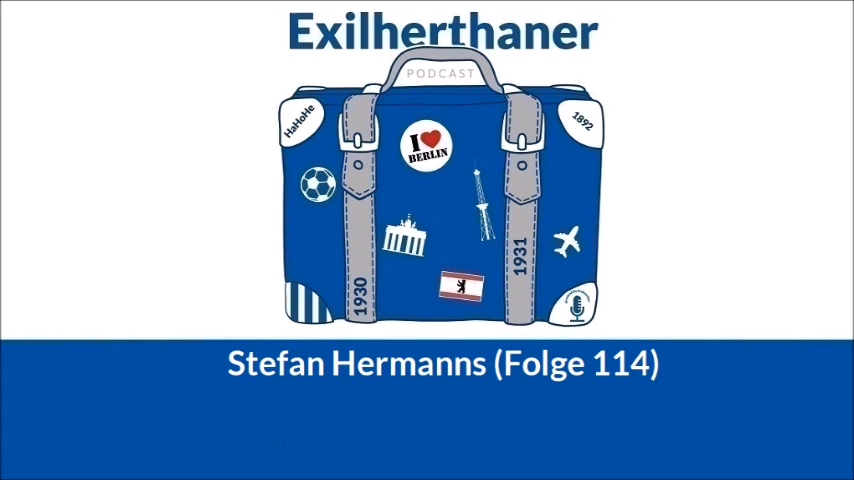 Exilherthaner
PODCAST
HaHoHe
1892
I
BERLIN
1930
1931
Stefan Hermanns (Folge 114)